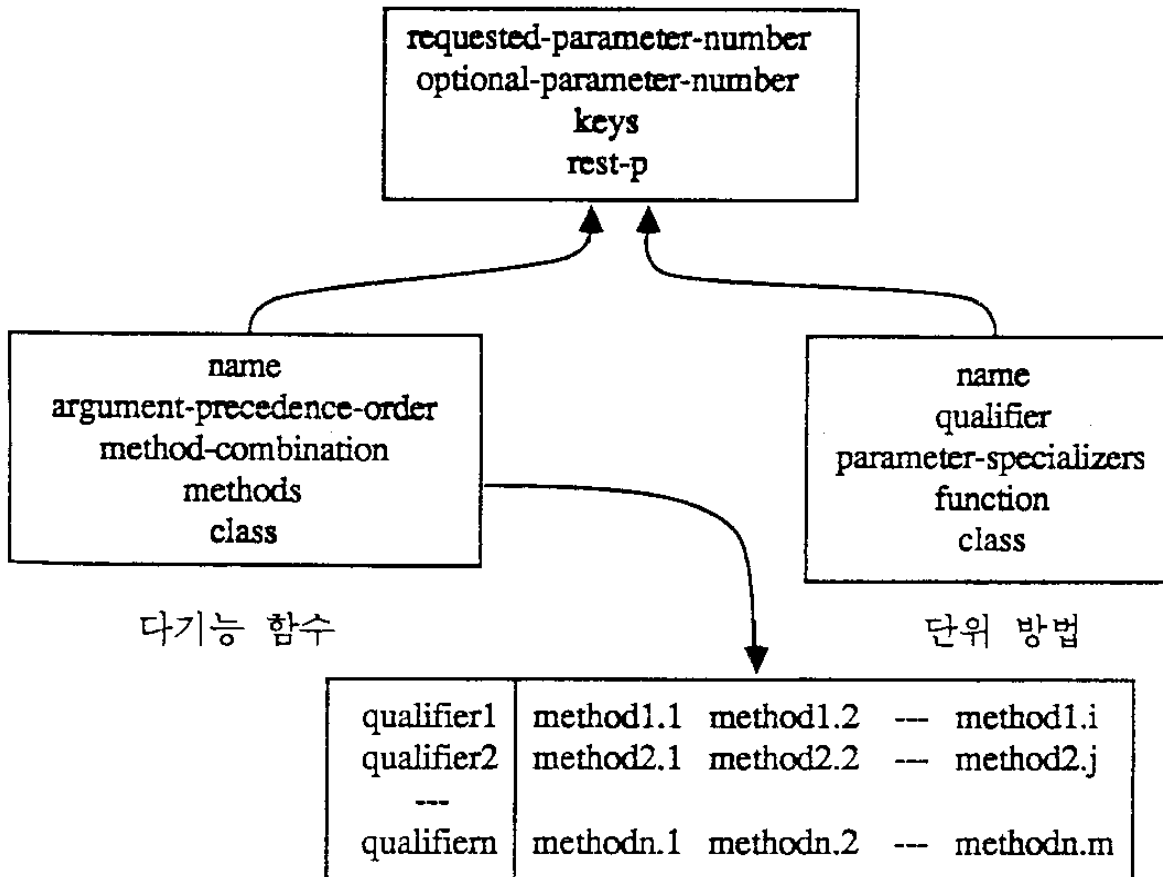 requested-parameter-number
optional-parameter-number
keys
rest-p
name
argument-precedence-order
method-combination
methods
class
name
qualifier
parameter-specializers
function
class
다기능 함수
단위 방법
qualifier1 method1.1 method1.2 --- method1.i
qualifier2 method2.1 method2.2 --- method2.j
---
qualifiern methodn.1 methodn.2 --- methodn.m